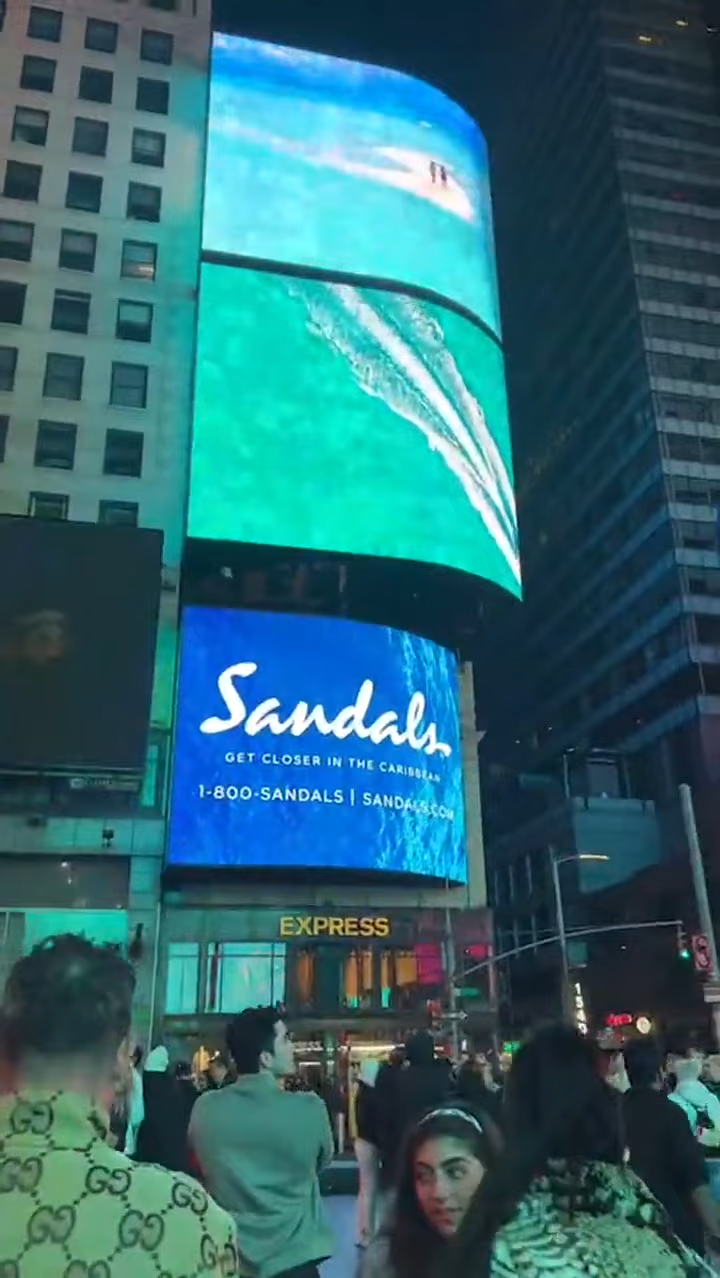 Sandals
GET CLOSER IN THE CARIBBEAN
1-800-SANDALS | SANDALS.COM
EXPRESS
1540